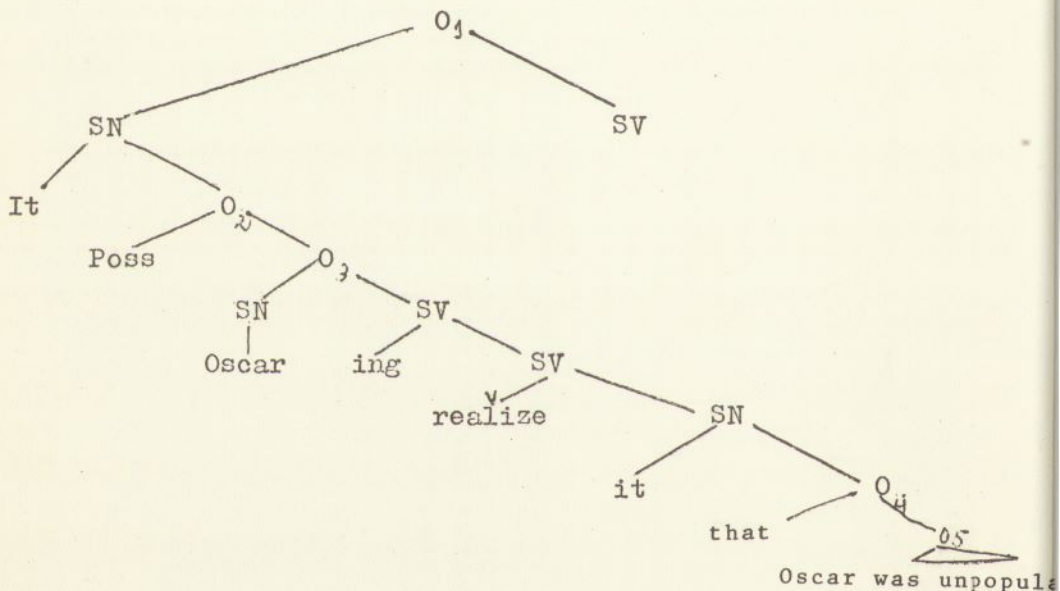 O1
SN SV
It O2
Poss O3
SN SV
Oscar ing SV
V
realize SN
it O4
that O5
Oscar was unpopula